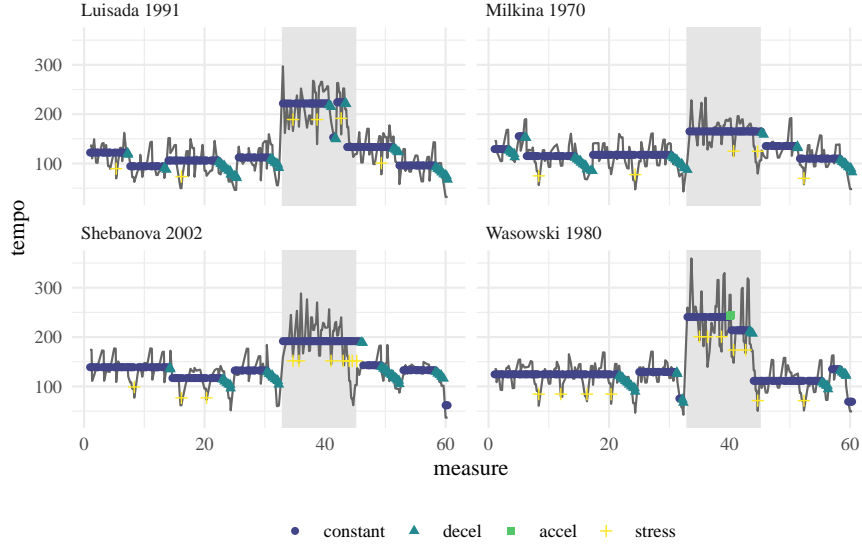 Luisada 1991
Milkina 1970
300
200
100
Shebanova 2002
Wasowski 1980
300
200
100
0 20 40 60 0 20 40 60
tempo
measure
constant decel accel stress